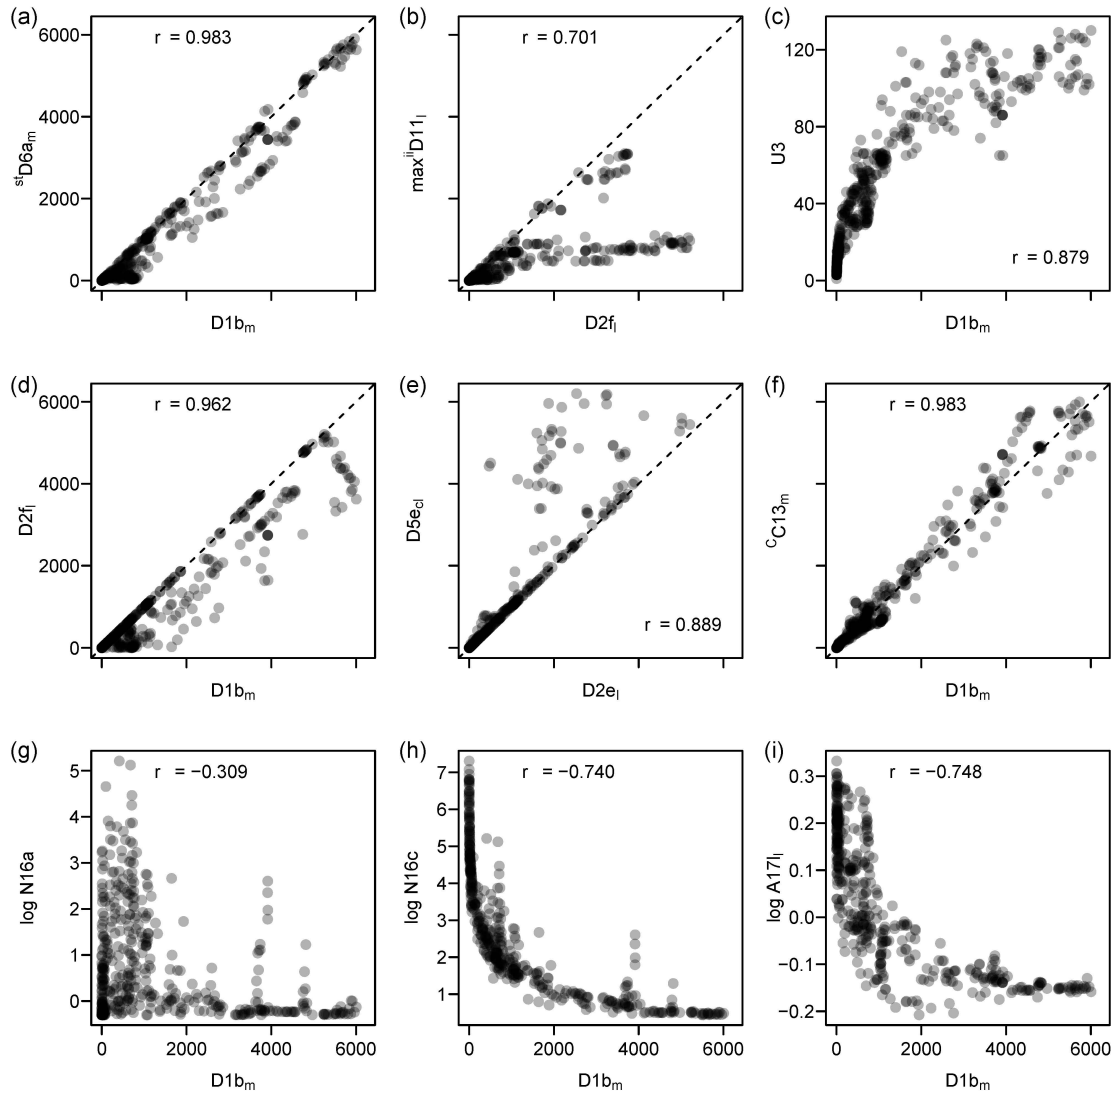 (a) (b) (c)
r = 0.983 r = 0.701 r = 0.879
6000
4000
2000
0
stD6am
D1bm
maxiiD11l
D2fl
120
80
40
0
U3
D1bm
(d) (e) (f)
r = 0.962 r = 0.889 r = 0.983
6000
4000
2000
0
D2fl
D1bm
D5ecl
D2el
CC13m
D1bm
(g) (h) (i)
r = −0.309 r = −0.740 r = −0.748
5
4
3
2
1
0
log N16a
0 2000 4000 6000
D1bm
7
6
5
4
3
2
1
log N16c
0 2000 4000 6000
D1bm
0.3
0.2
0.1
0.0
−0.1
−0.2
log A17ll
0 2000 4000 6000
D1bm